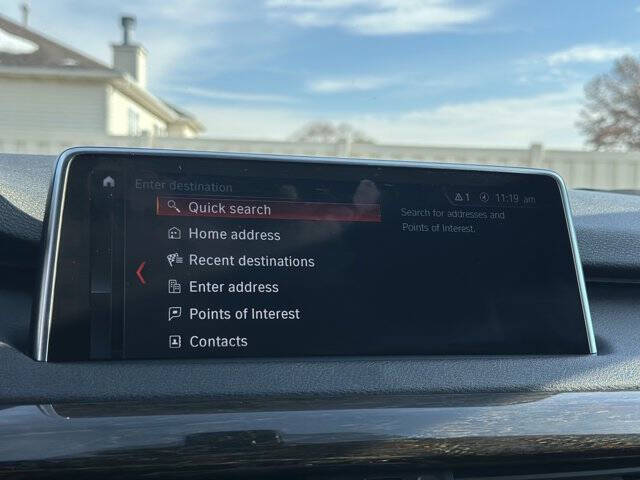 Enter destination
1 11:19 am
Quick search
Search for addresses and
Points of Interest.
Home address
Recent destinations
Enter address
Points of Interest
Contacts